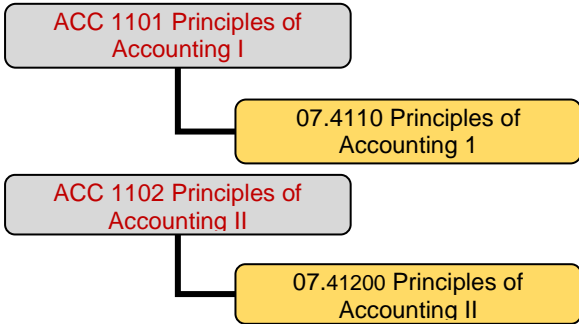 ACC 1101 Principles of
Accounting I
07.4110 Principles of
Accounting 1
ACC 1102 Principles of
Accounting II
07.41200 Principles of
Accounting II